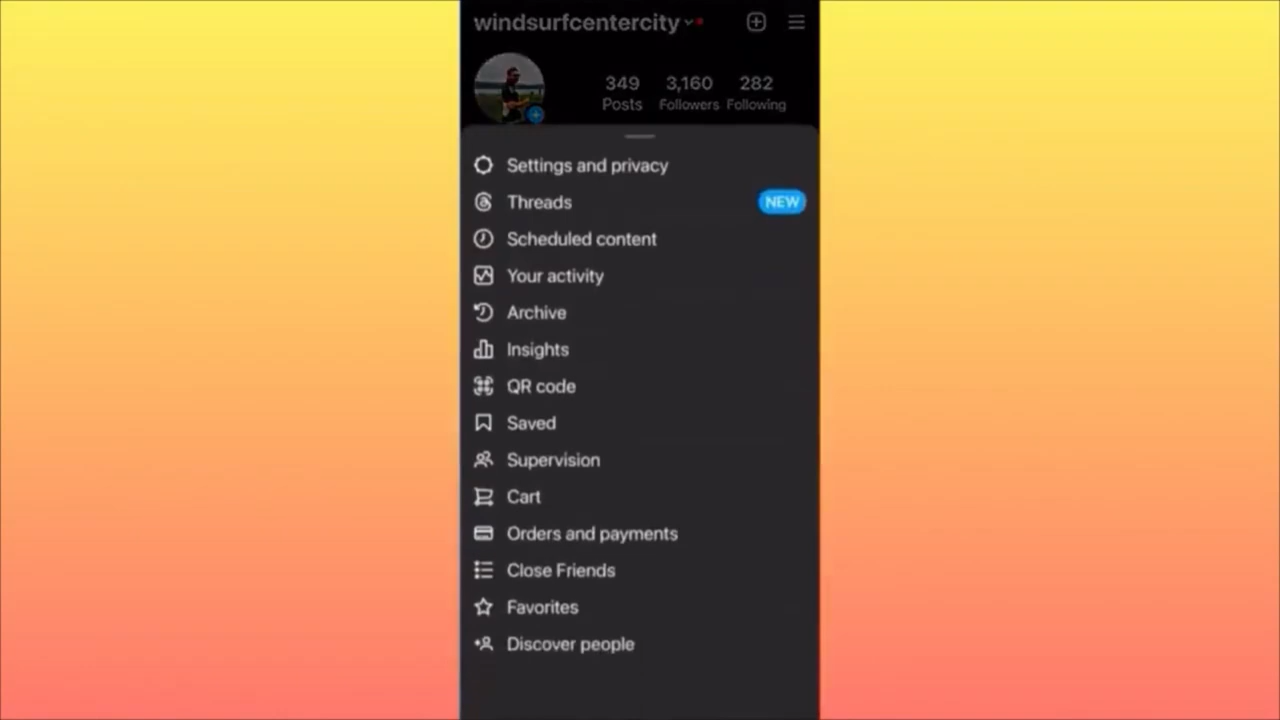 windsurfcentercity
349 3,160 282
Posts Followers Following
Settings and privacy
Threads NEW
Scheduled content
Your activity
Archive
Insights
QR code
Saved
Supervision
Cart
Orders and payments
Close Friends
Favorites
Discover people